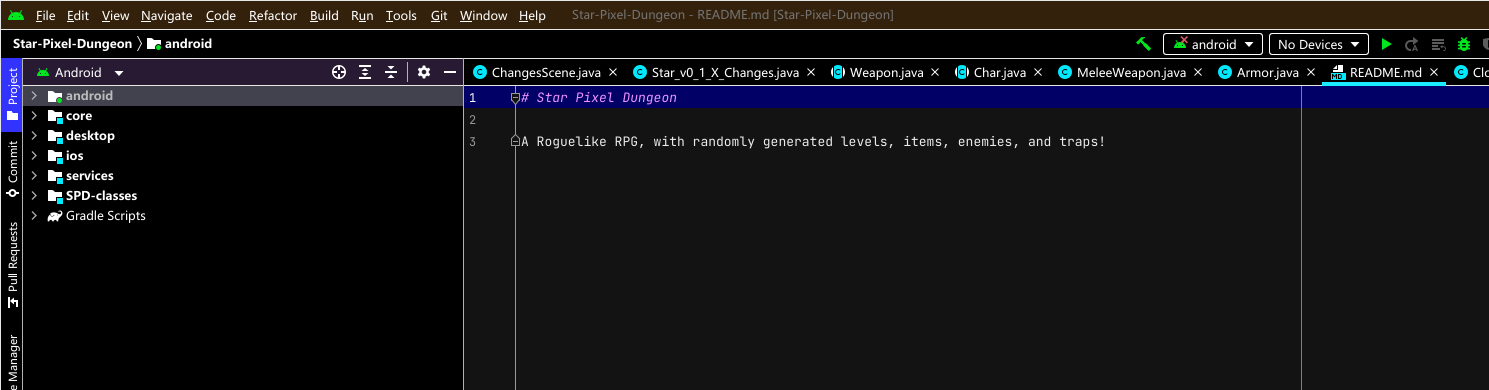 File Edit View Navigate Code Refactor Build Run Tools Git Window Help Star-Pixel-Dungeon - README.md [Star-Pixel-Dungeon]
Star-Pixel-Dungeon android android No Devices
Project
Commit
Pull Requests
Android
android
core
desktop
ios
services
SPD-classes
Gradle Scripts
ChangesScene.java Star_v0_1_X_Changes.java Weapon.java Char.java MeleeWeapon.java Armor.java README.md
1 # Star Pixel Dungeon
2
3 A Roguelike RPG, with randomly generated levels, items, enemies, and traps!
Manager